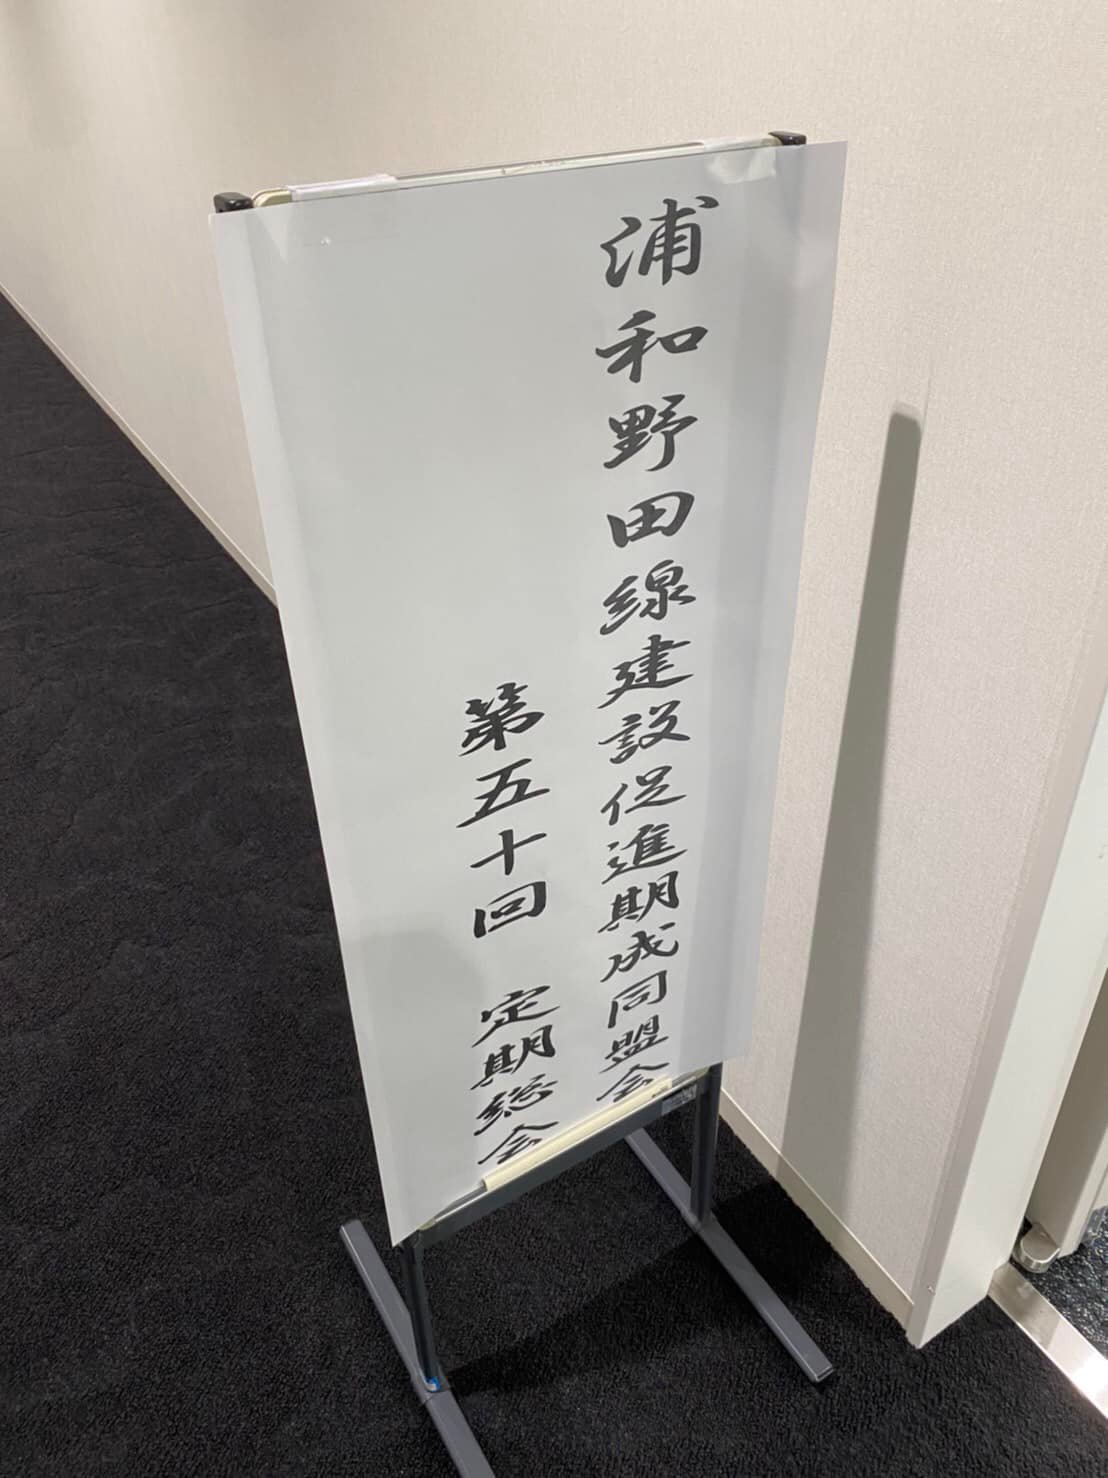 浦和野田線建設促進期成同盟会
第五十回　定期総会